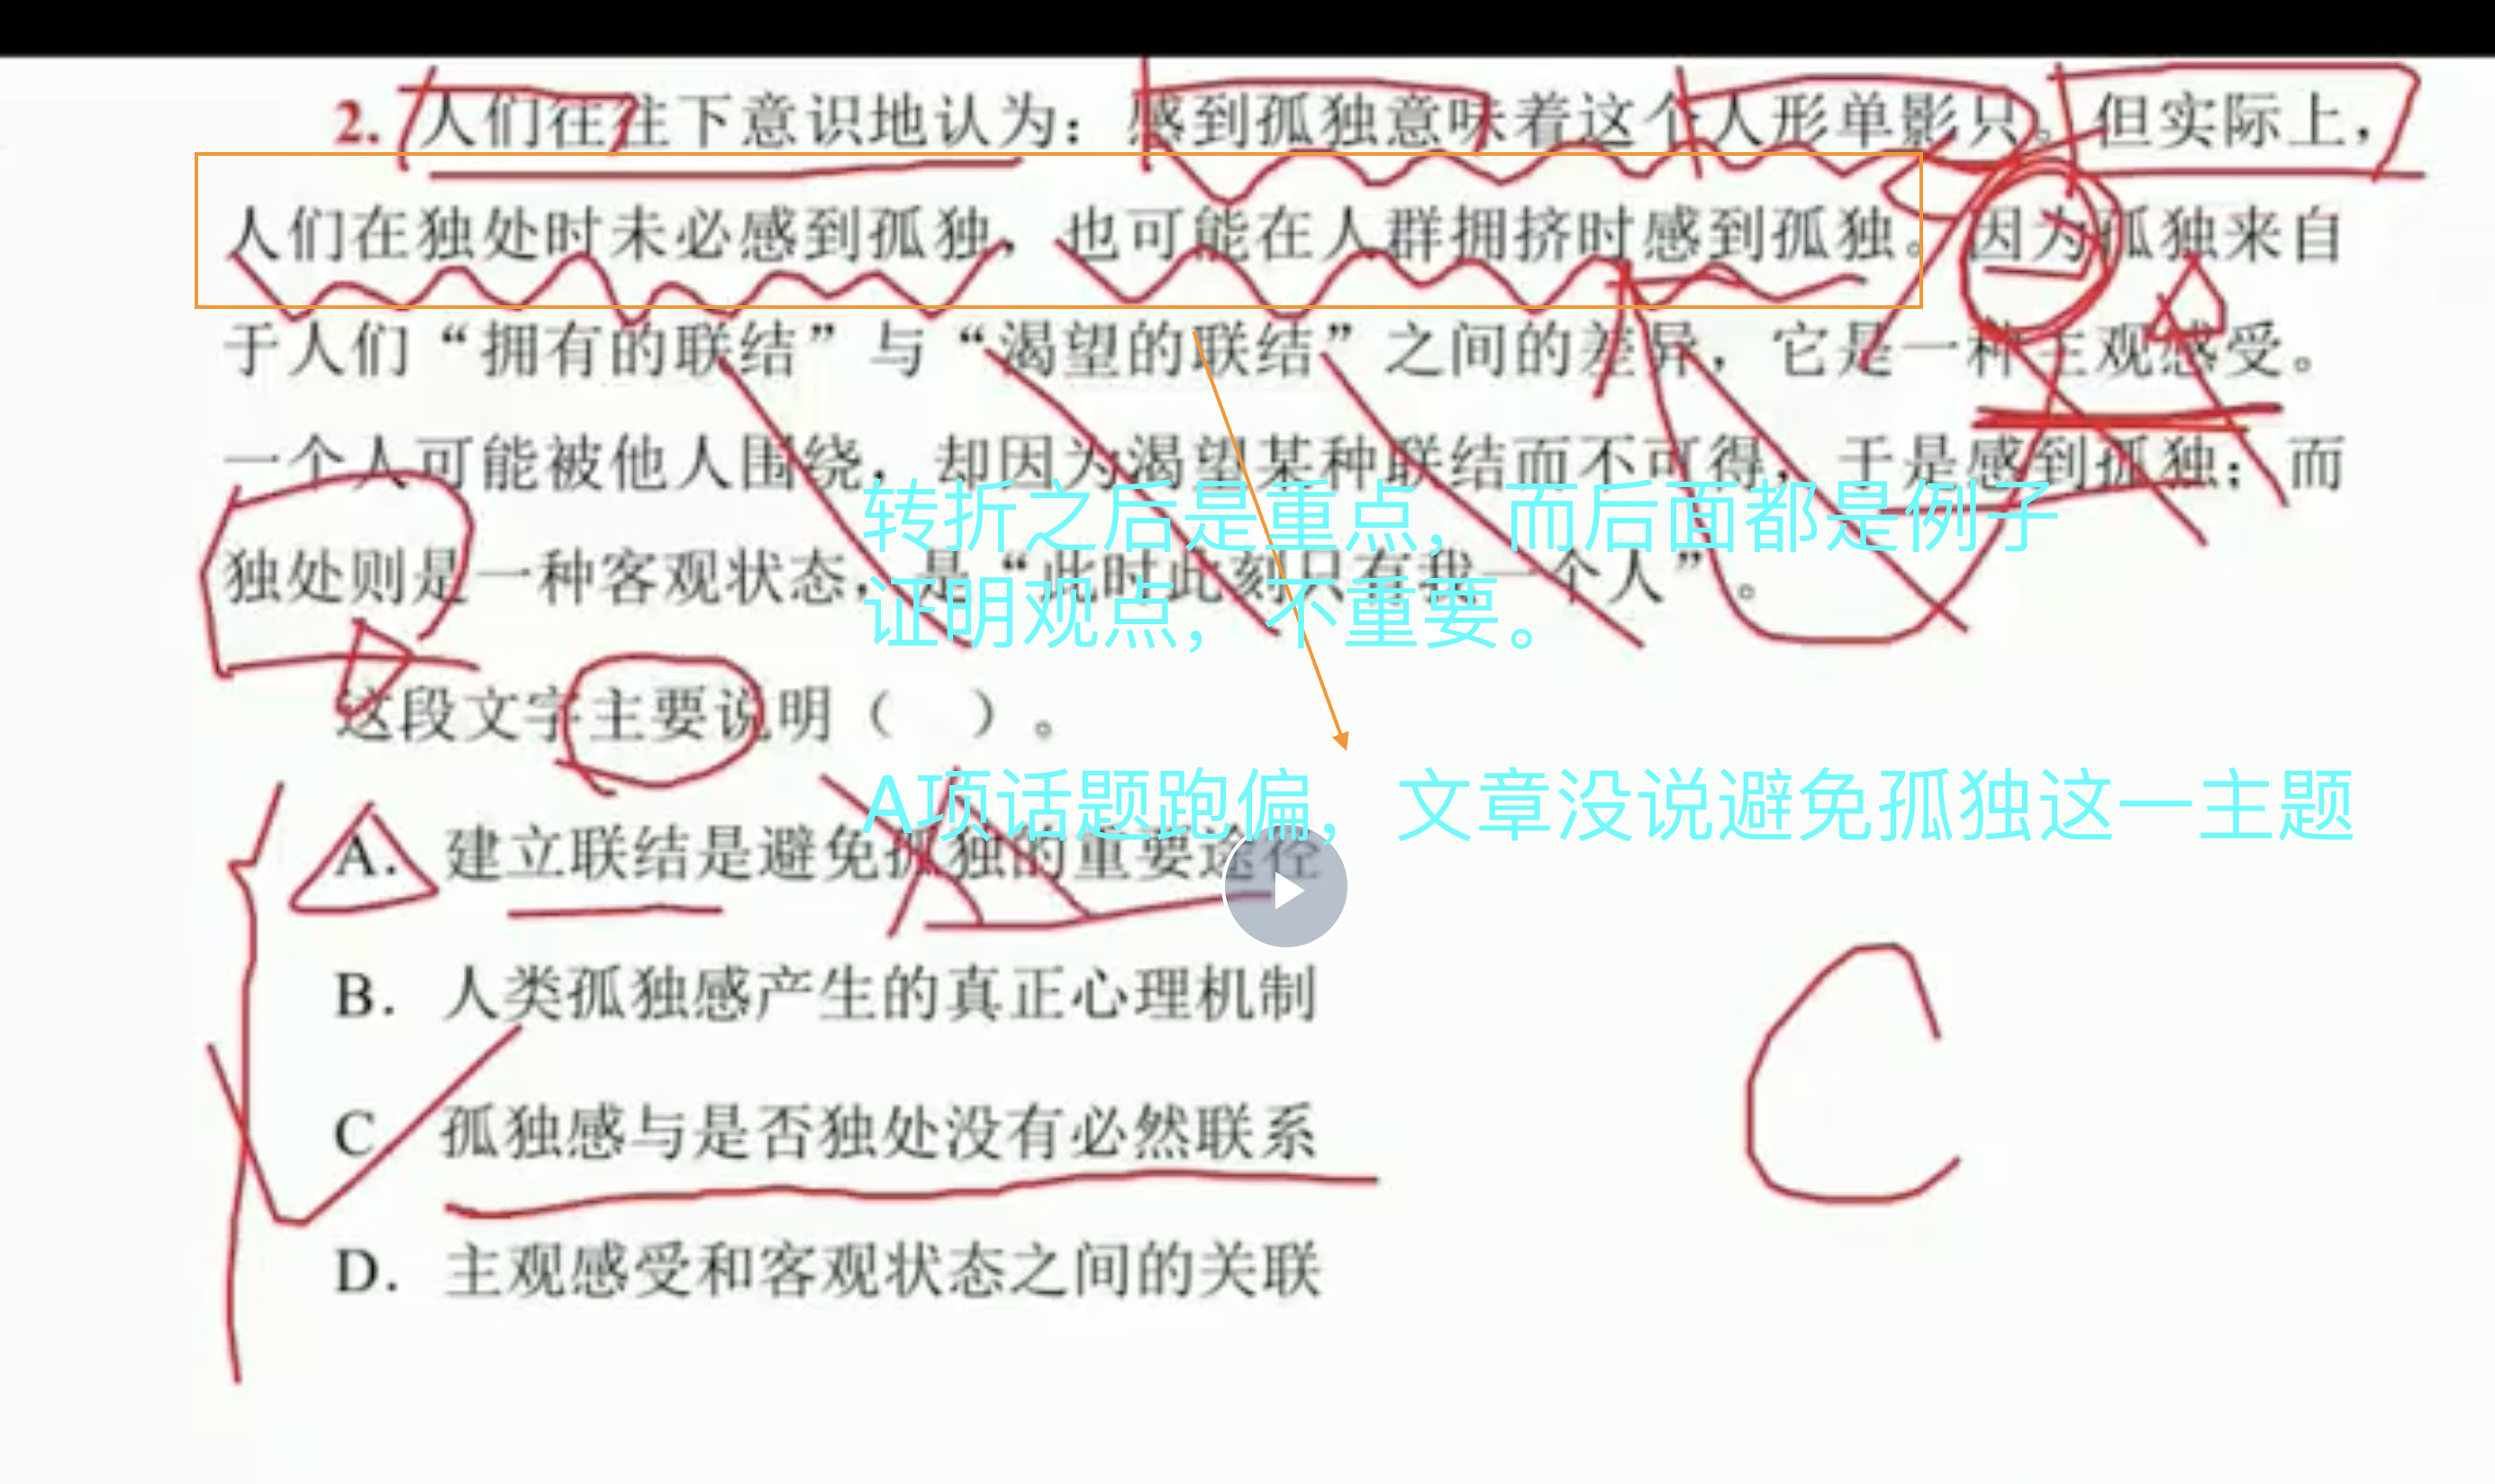 2. 人们往往下意识地认为：感到孤独意味着这个人形单影只。但实际上，
人们在独处时未必感到孤独，也可能在人群拥挤时感到孤独。因为孤独来自
于人们“拥有的联结”与“渴望的联结”之间的差异，它是一种主观感受。
一个人可能被他人围绕，却因为渴望某种联结而不可得，于是感到孤独；而
转折之后是重点，而后面都是例子
独处则是一种客观状态，是“此时此刻只有我一个人”。
证明观点，不重要。
这段文字主要说明（ ）。
A项话题跑偏，文章没说避免孤独这一主题
A. 建立联结是避免孤独的重要途径
B. 人类孤独感产生的真正心理机制
C 孤独感与是否独处没有必然联系
C
D. 主观感受和客观状态之间的关联